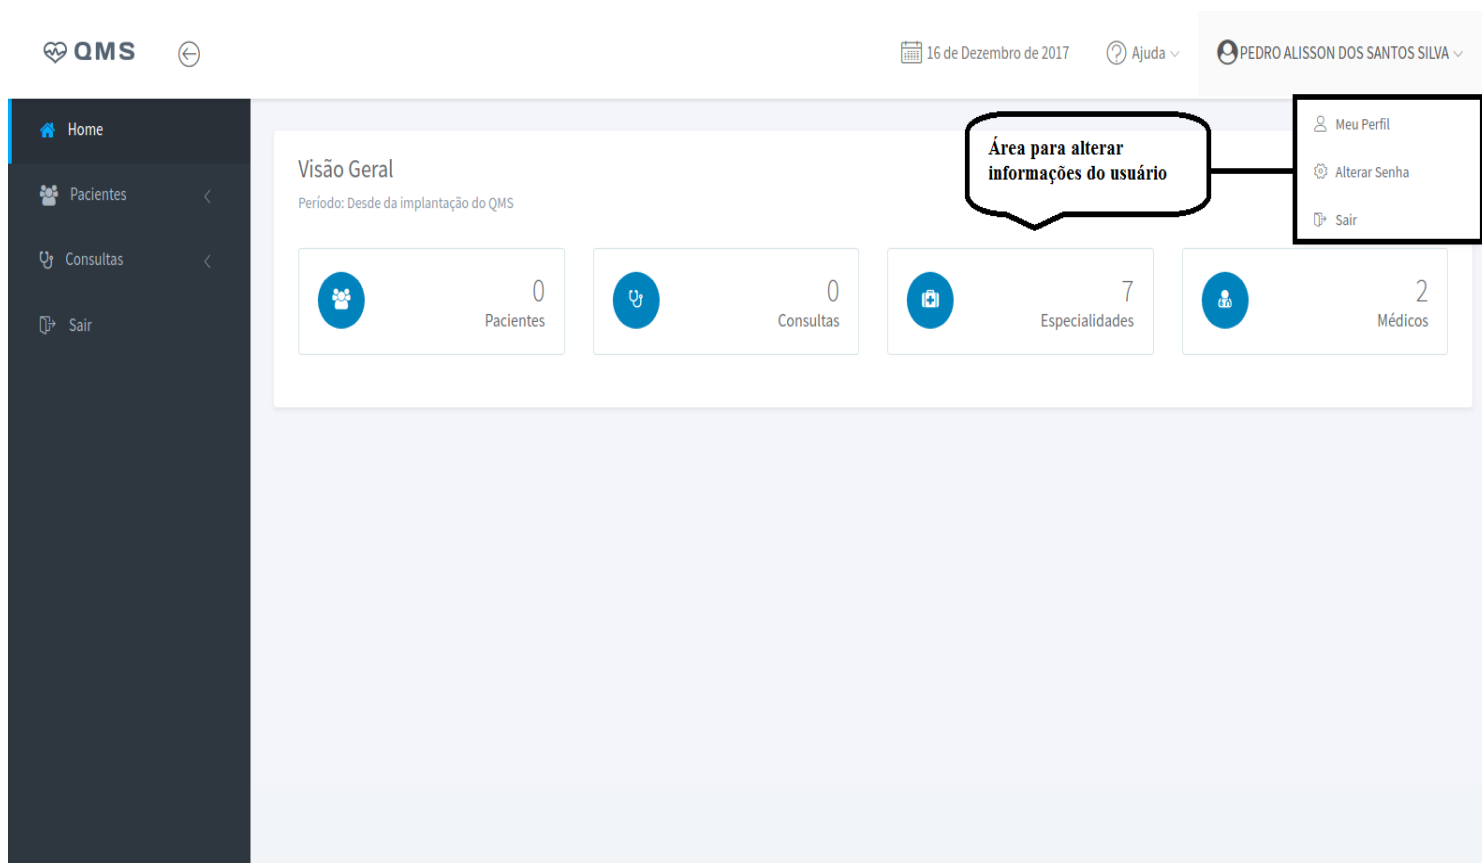 QMS
16 de Dezembro de 2017
Ajuda
PEDRO ALISSON DOS SANTOS SILVA
Home
Pacientes
Consultas
Sair
Visão Geral
Período: Desde da implantação do QMS
Área para alterar
informações do usuário
Meu Perfil
Alterar Senha
Sair
0
Pacientes
0
Consultas
7
Especialidades
2
Médicos